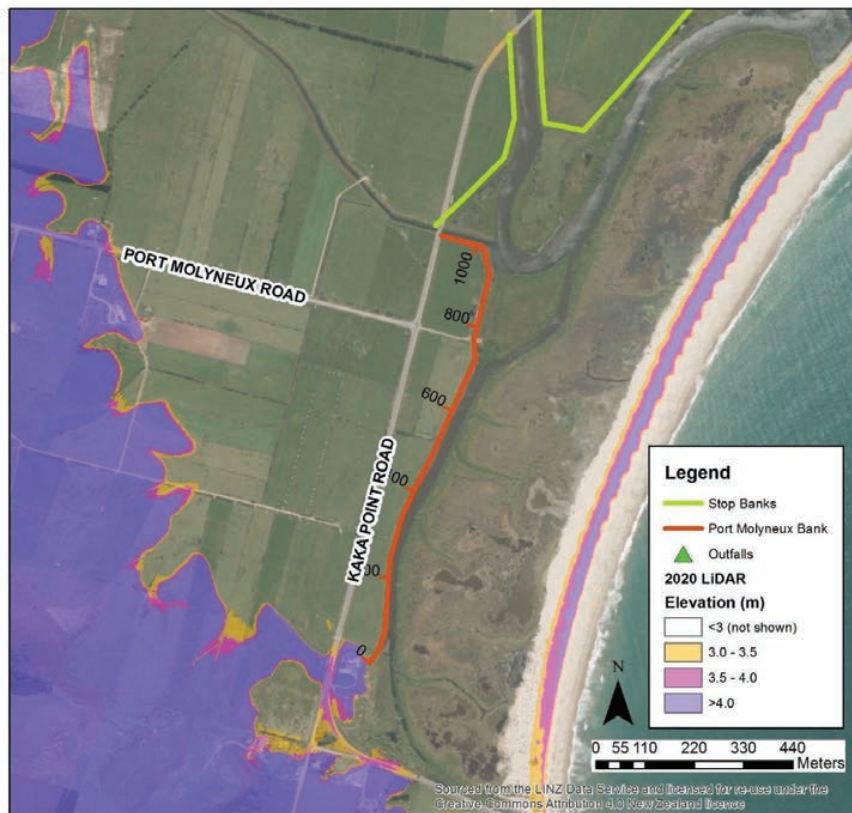 PORT MOLYNEUX ROAD
KAKA POINT ROAD
1000
800
600
00
00
0
Legend
Stop Banks
Port Molyneux Bank
Outfalls
2020 LiDAR
Elevation (m)
<3 (not shown)
3.0 - 3.5
3.5 - 4.0
>4.0
N
0 55 110 220 330 440
Meters
Sourced from the LINZ Data Service and licensed for re-use under the
Creative Commons Attribution 4.0 New Zealand licence